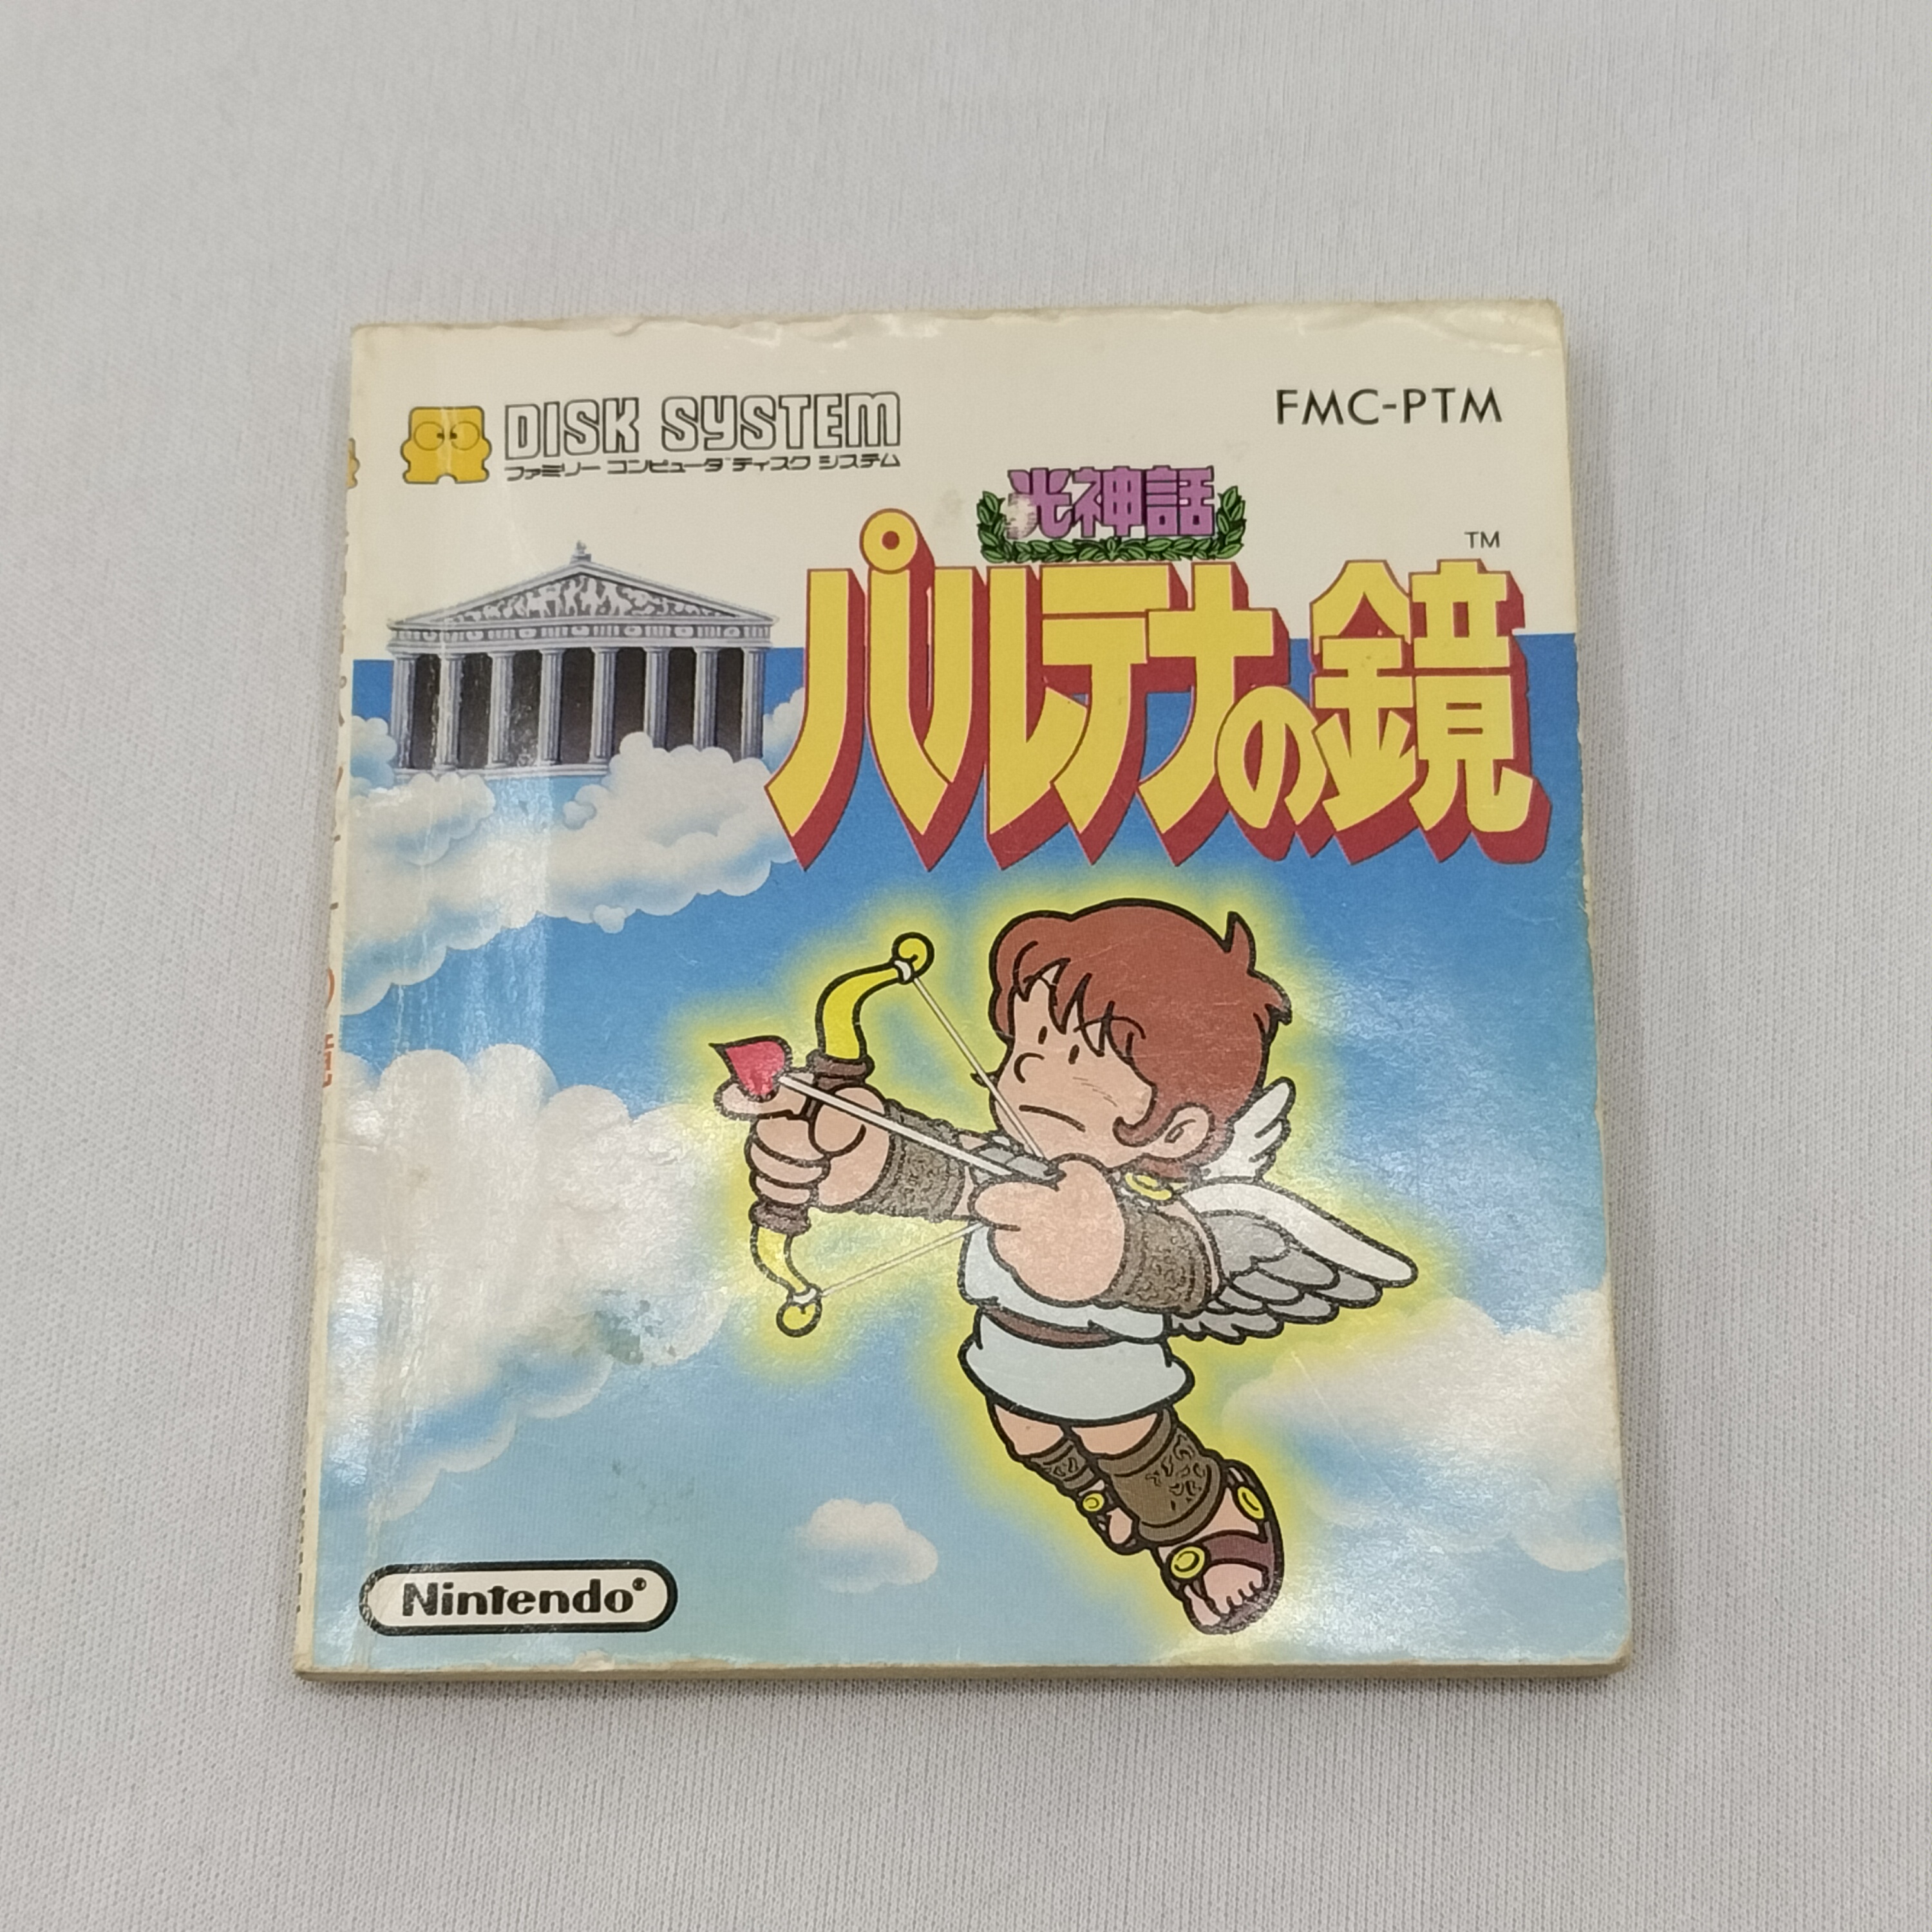 DISK SYSTEM
ファミリー コンピュータ ディスク システム
FMC-PTM
光神話
TM
パルテナの鏡
Nintendo®